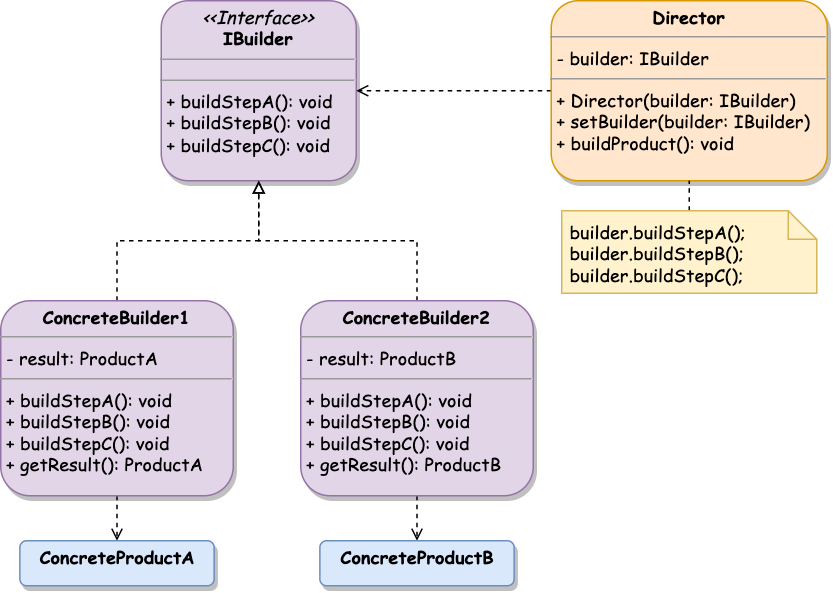 <<Interface>>
IBuilder
+ buildStepA(): void
+ buildStepB(): void
+ buildStepC(): void
Director
- builder: IBuilder
+ Director(builder: IBuilder)
+ setBuilder(builder: IBuilder)
+ buildProduct(): void
builder.buildStepA();
builder.buildStepB();
builder.buildStepC();
ConcreteBuilder1
- result: ProductA
+ buildStepA(): void
+ buildStepB(): void
+ buildStepC(): void
+ getResult(): ProductA
ConcreteBuilder2
- result: ProductB
+ buildStepA(): void
+ buildStepB(): void
+ buildStepC(): void
+ getResult(): ProductB
ConcreteProductA
ConcreteProductB